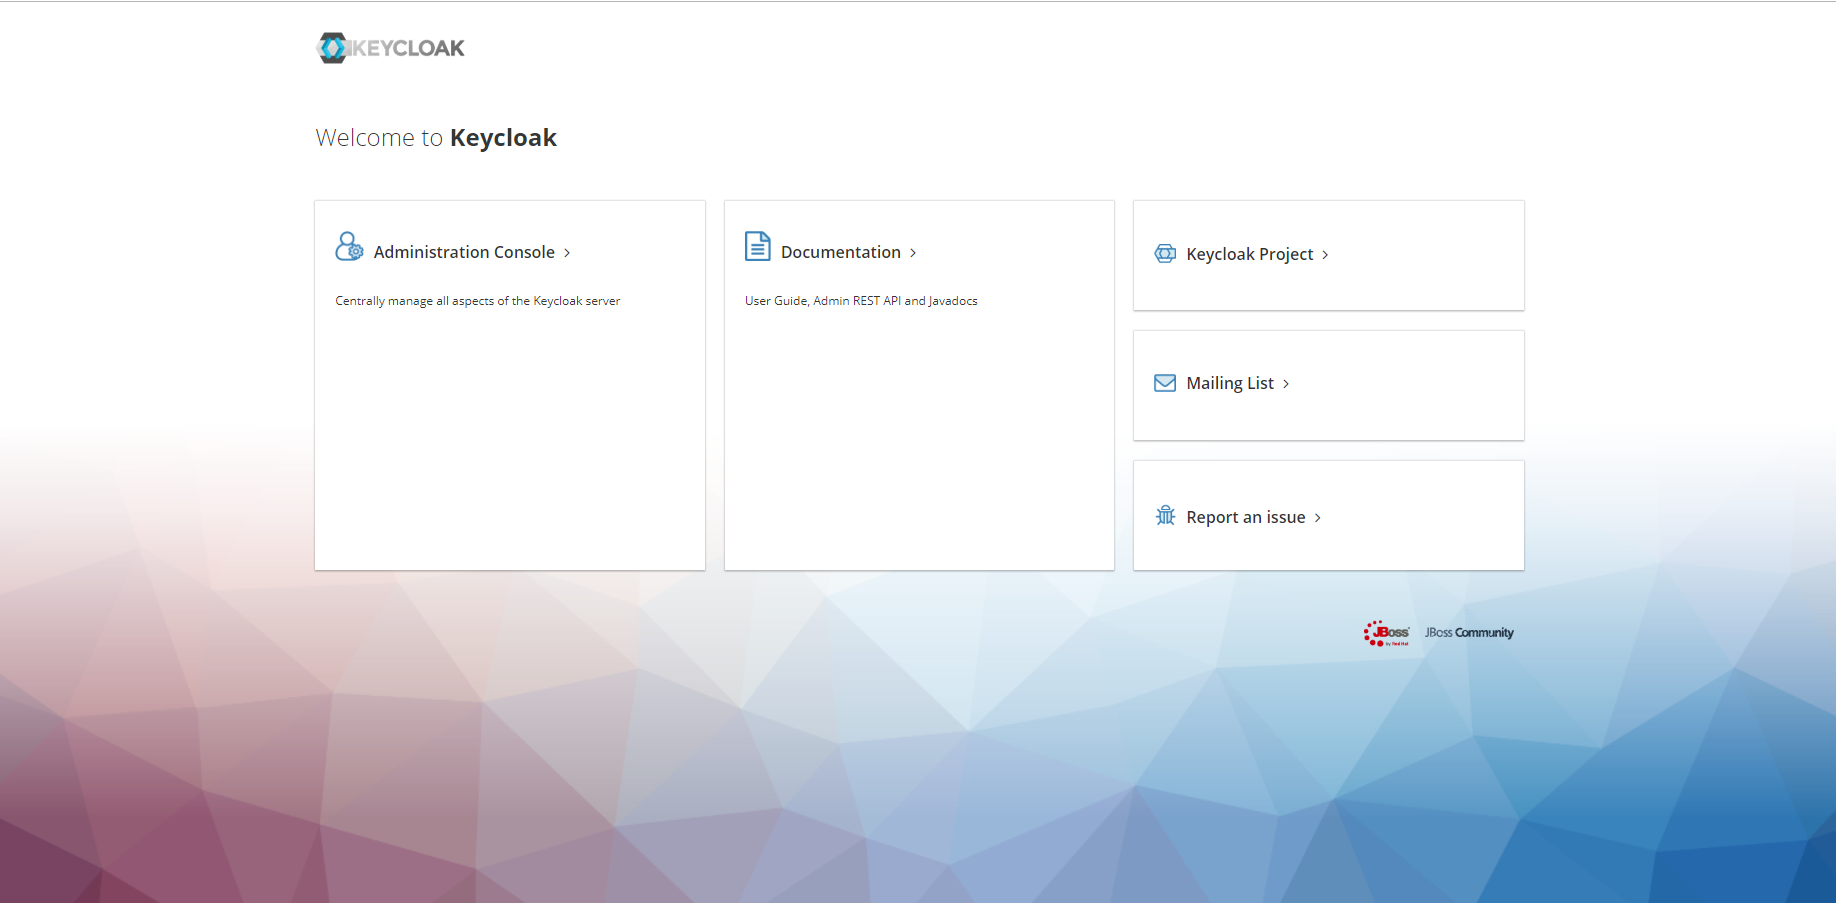 KEYCLOAK
Welcome to Keycloak
Administration Console
Centrally manage all aspects of the Keycloak server
Documentation
User Guide, Admin REST API and Javadocs
Keycloak Project
Mailing List
Report an issue
JBoss by Red Hat
JBoss Community